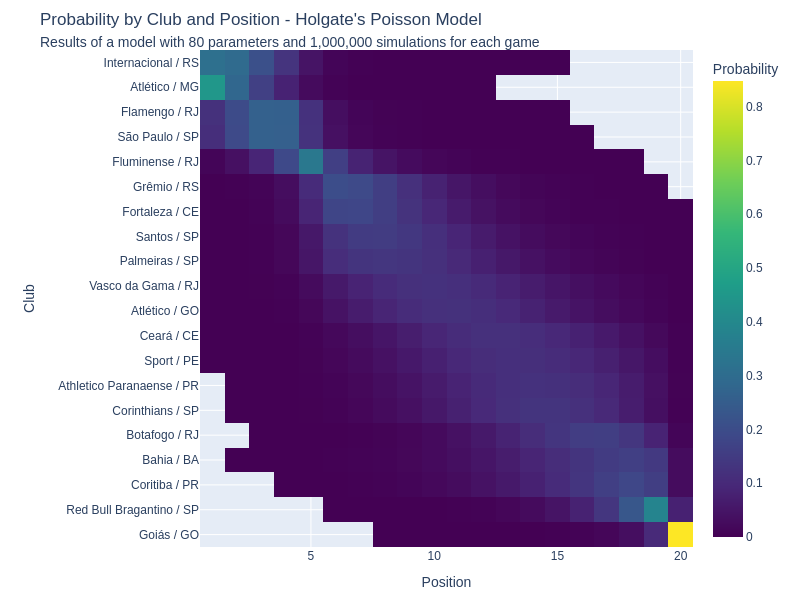 Probability by Club and Position - Holgate's Poisson Model
Results of a model with 80 parameters and 1,000,000 simulations for each game
Probability
Club
Internacional / RS
Atlético / MG
Flamengo / RJ
São Paulo / SP
Fluminense / RJ
Grêmio / RS
Fortaleza / CE
Santos / SP
Palmeiras / SP
Vasco da Gama / RJ
Atlético / GO
Ceará / CE
Sport / PE
Athletico Paranaense / PR
Corinthians / SP
Botafogo / RJ
Bahia / BA
Coritiba / PR
Red Bull Bragantino / SP
Goiás / GO
5
10
15
20
Position
0.8
0.7
0.6
0.5
0.4
0.3
0.2
0.1
0